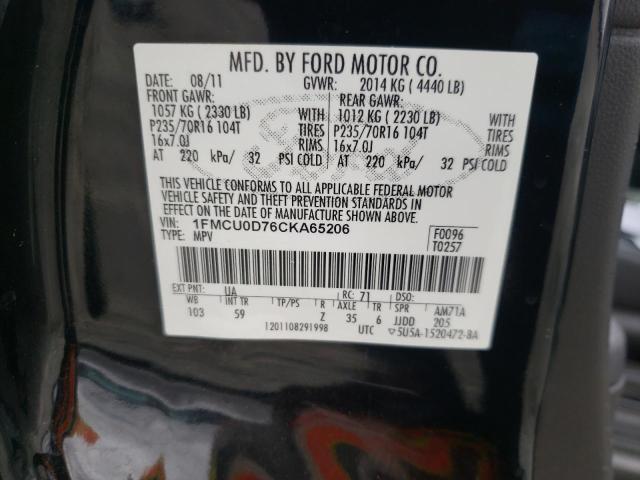 MFD. BY FORD MOTOR CO.
DATE: 08/11 GVWR: 2014 KG ( 4440 LB)
FRONT GAWR: REAR GAWR:
1057 KG ( 2330 LB) WITH 1012 KG ( 2230 LB) WITH
P235/70R16 104T TIRES P235/70R16 104T TIRES
16x7.0J RIMS 16x7.0J RIMS
AT 220 kPa/ 32 PSI COLD AT 220 kPa/ 32 PSI COLD
THIS VEHICLE CONFORMS TO ALL APPLICABLE FEDERAL MOTOR
VEHICLE SAFETY AND THEFT PREVENTION STANDARDS IN
EFFECT ON THE DATE OF MANUFACTURE SHOWN ABOVE.
VIN: 1FMCU0D76CKA65206 F0096
TYPE: MPV T0257
EXT PNT: UA RC: 71 DSO:
WB INT TR TP/PS R AXLE TR SPR AM71A
103 59 Z 35 6 JJDD 205
1201108291998 UTC 5U5A-1520472-BA